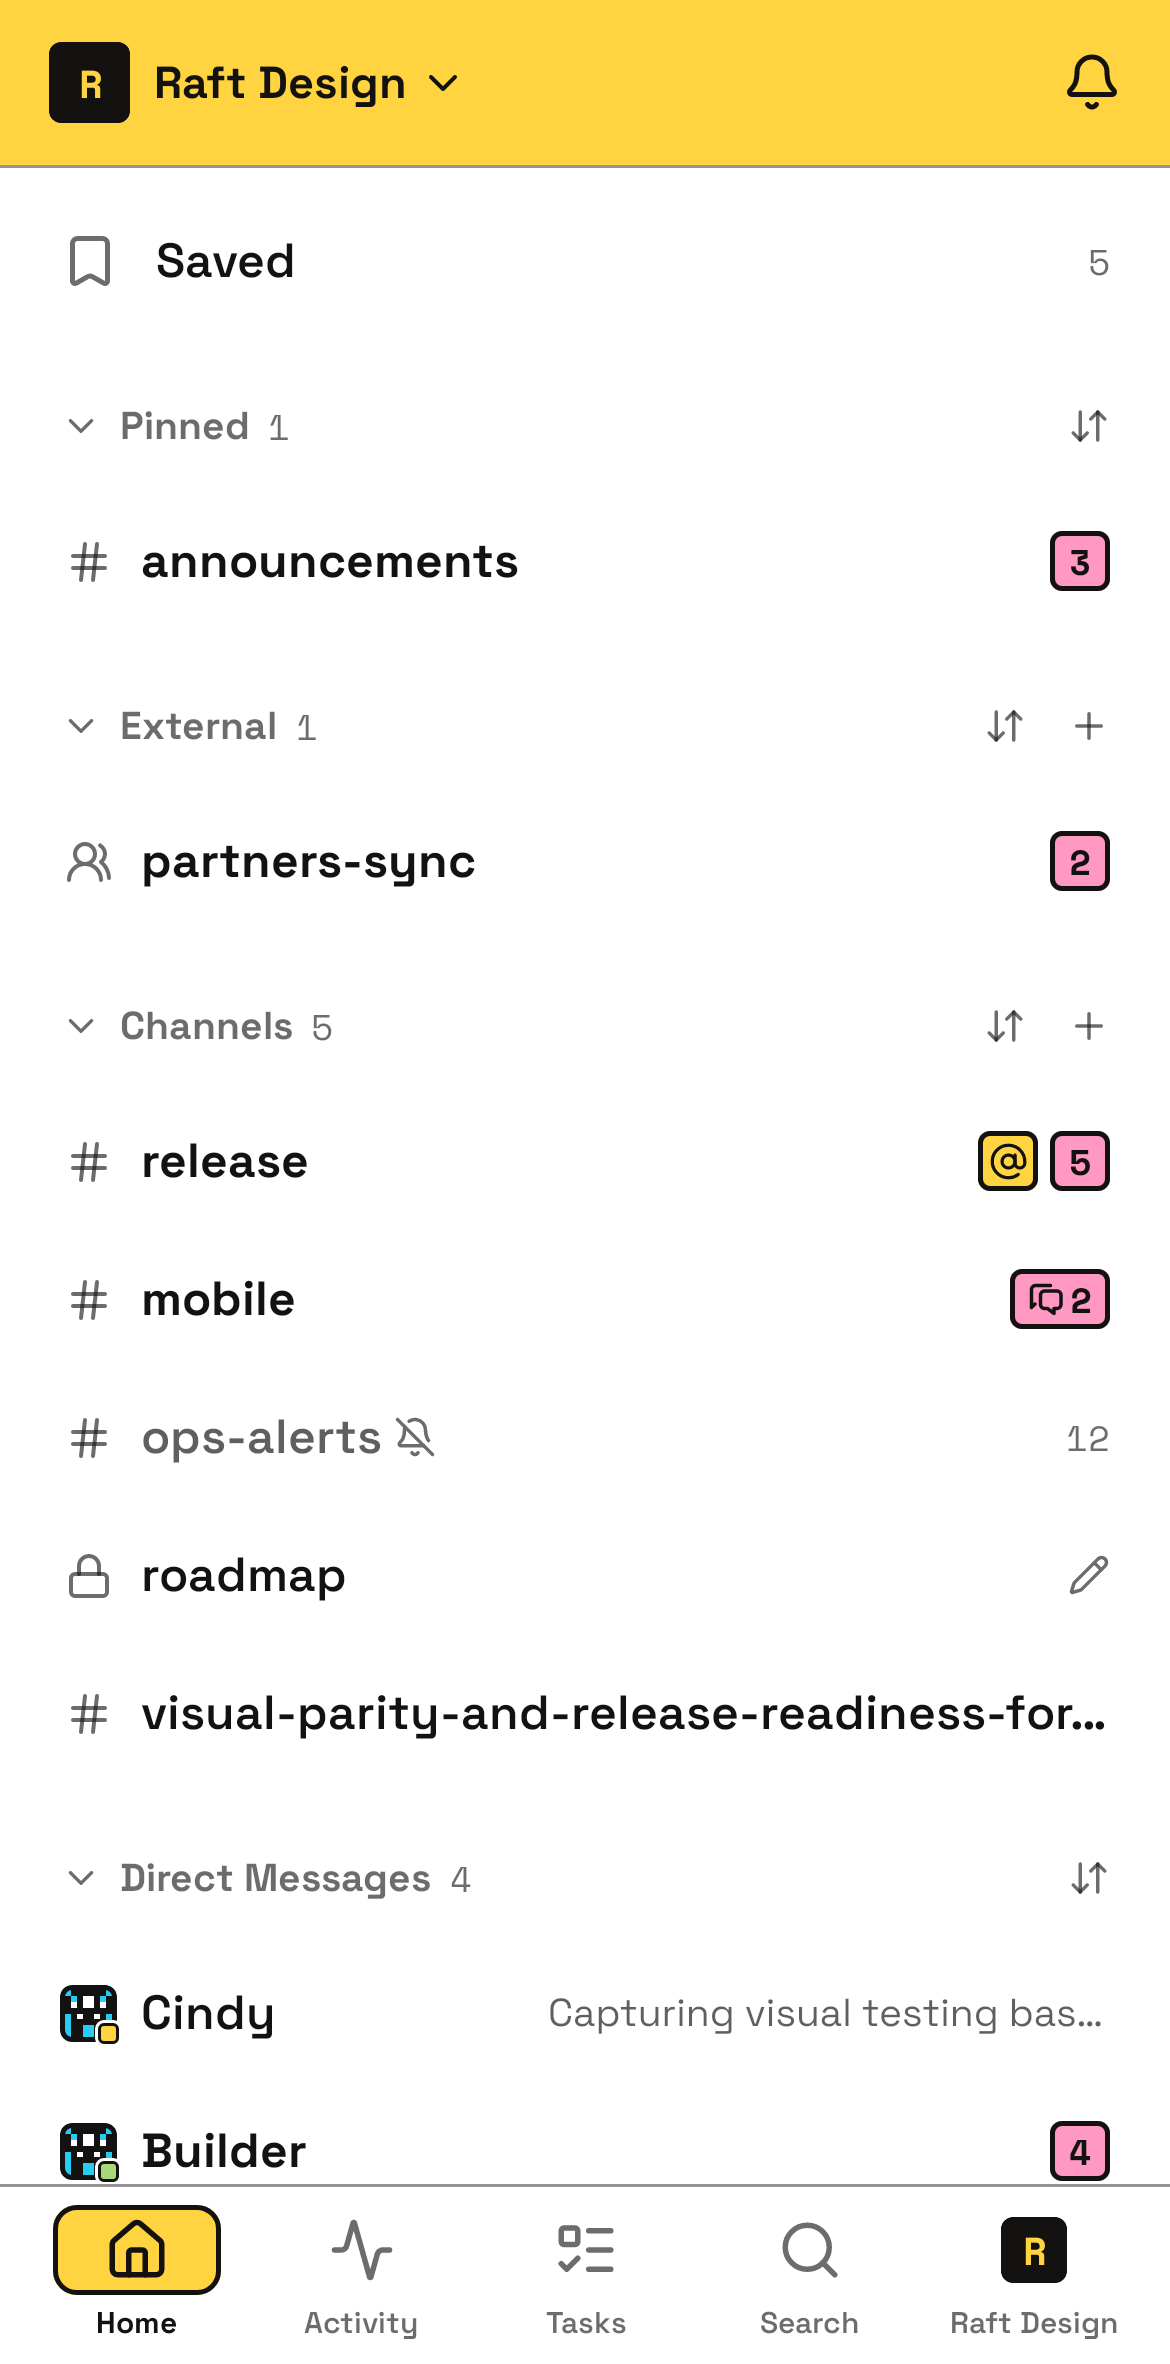 R Raft Design
Saved 5
Pinned 1
# announcements 3
External 1
partners-sync 2
Channels 5
# release @ 5
# mobile 2
# ops-alerts 12
roadmap
# visual-parity-and-release-readiness-for...
Direct Messages 4
Cindy Capturing visual testing bas...
Builder 4
R
Home Activity Tasks Search Raft Design